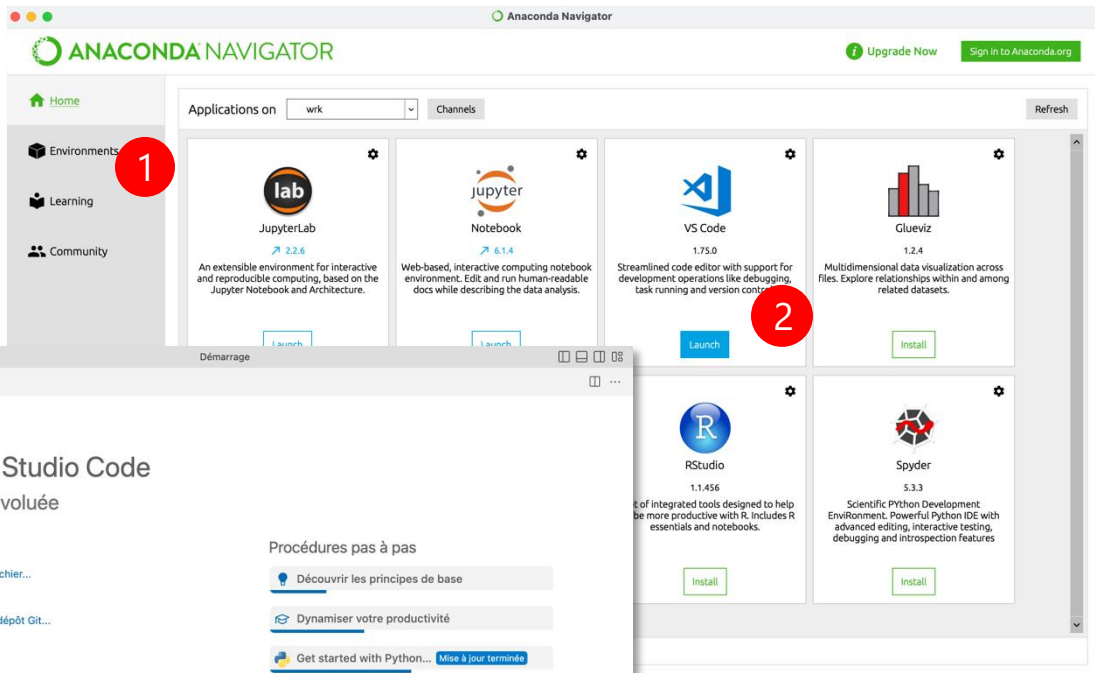 Anaconda Navigator
ANACONDA NAVIGATOR
Upgrade Now
Sign in to Anaconda.org
Home
Environments
Learning
Community
1
Applications on
wrk
Channels
Refresh
lab
JupyterLab
2.2.6
An extensible environment for interactive
and reproducible computing, based on the
Jupyter Notebook and Architecture.
Launch
Jupyter
Notebook
6.1.4
Web-based, interactive computing notebook
environment. Edit and run human-readable
docs while describing the data analysis.
Launch
VS Code
1.75.0
Streamlined code editor with support for
development operations like debugging,
task running and version
2
Launch
Glueviz
1.2.4
Multidimensional data visualization across
files. Explore relationships within and among
related datasets.
Install
R
RStudio
1.1.456
t of integrated tools designed to help
be more productive with R. Includes R
essentials and notebooks.
Install
Spyder
5.3.3
Scientific PYthon Development
EnviRonment. Powerful Python IDE with
advanced editing, interactive testing,
debugging and introspection features
Install
Démarrage
Studio Code
voluée
chier...
dépôt Git...
Procédures pas à pas
Découvrir les principes de base
Dynamiser votre productivité
Get started with Python... Mise à jour terminée